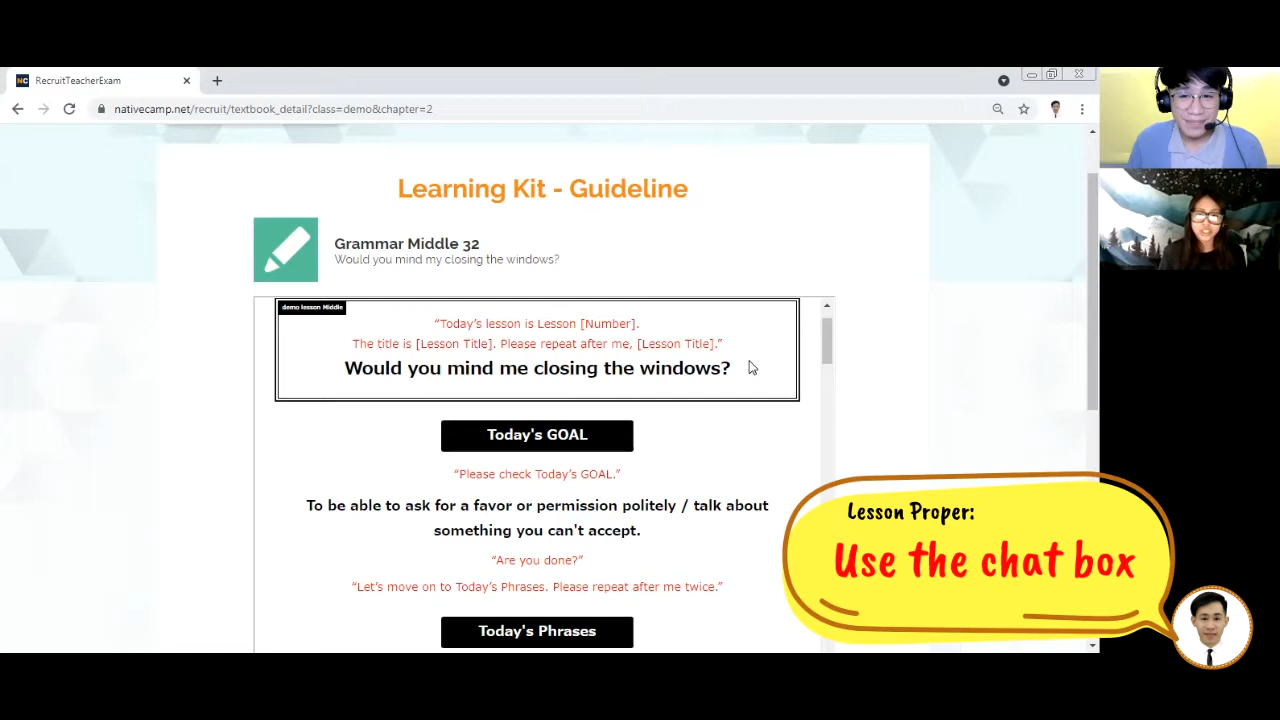 RecruitTeacherExam
nativecamp.net/recruit/textbook_detail?class=demo&chapter=2
Learning Kit - Guideline
Grammar Middle 32
Would you mind my closing the windows?
demo lesson Middle
“Today’s lesson is Lesson [Number].
The title is [Lesson Title]. Please repeat after me, [Lesson Title].”
Would you mind me closing the windows?
Today's GOAL
“Please check Today’s GOAL.”
To be able to ask for a favor or permission politely / talk about
something you can't accept.
“Are you done?”
“Let’s move on to Today’s Phrases. Please repeat after me twice.”
Today's Phrases
Lesson Proper:
Use the chat box